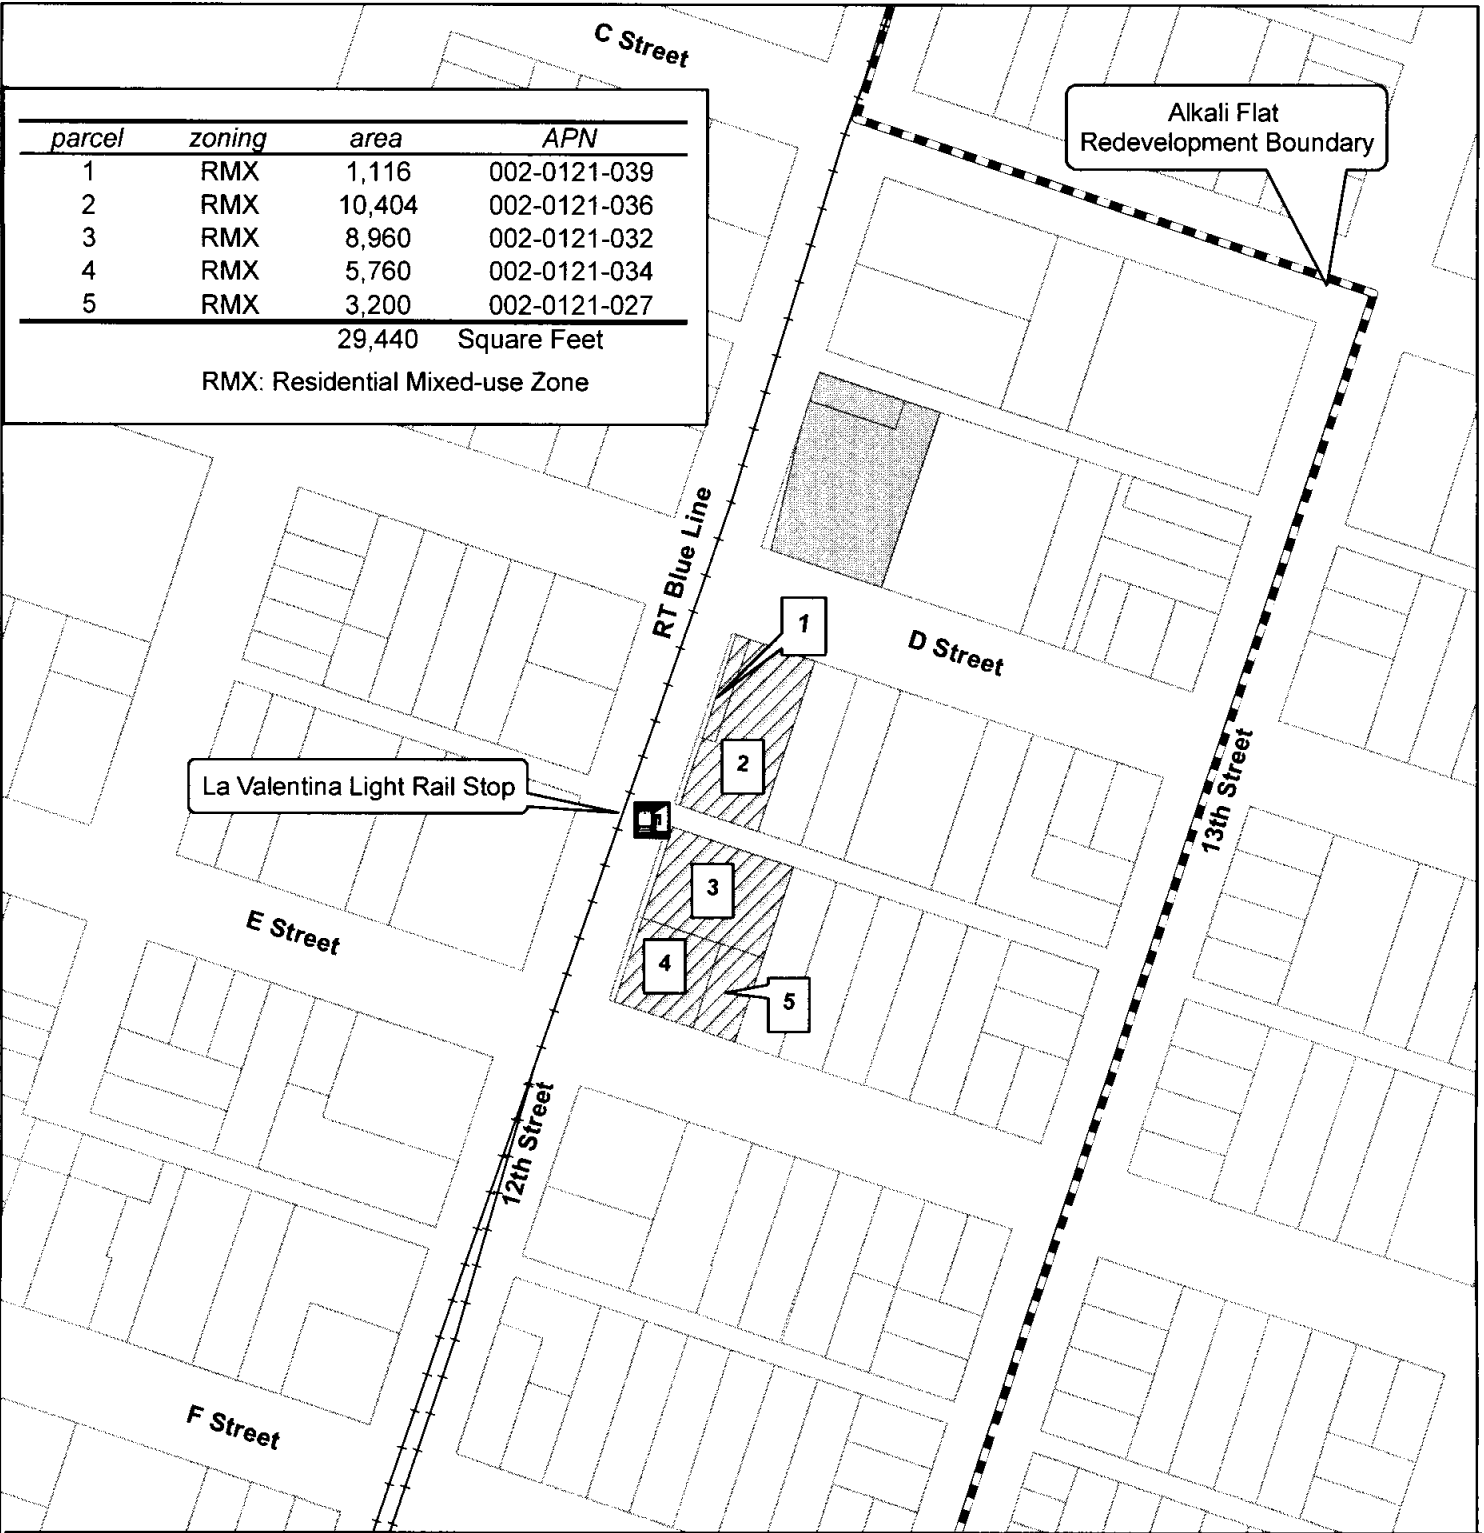 C Street
Alkali Flat
Redevelopment Boundary
parcel zoning area APN
1 RMX 1,116 002-0121-039
2 RMX 10,404 002-0121-036
3 RMX 8,960 002-0121-032
4 RMX 5,760 002-0121-034
5 RMX 3,200 002-0121-027
29,440 Square Feet
RMX: Residential Mixed-use Zone
RT Blue Line
1
D Street
2
La Valentina Light Rail Stop
13th Street
3
E Street
4
5
12th Street
F Street